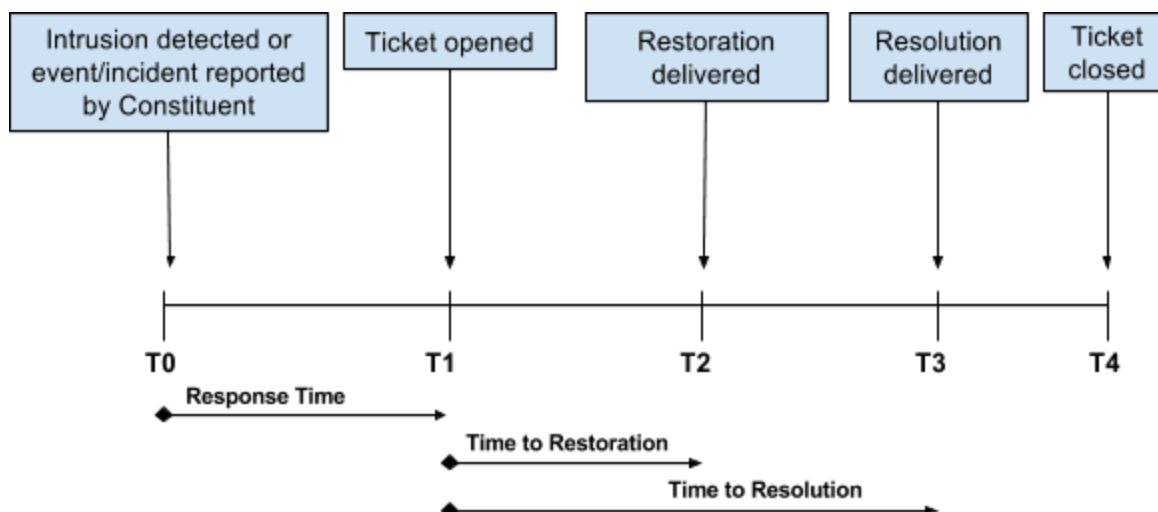 Intrusion detected or
event/incident reported
by Constituent
Ticket opened
Restoration
delivered
Resolution
delivered
Ticket
closed
T0
T1
T2
T3
T4
Response Time
Time to Restoration
Time to Resolution